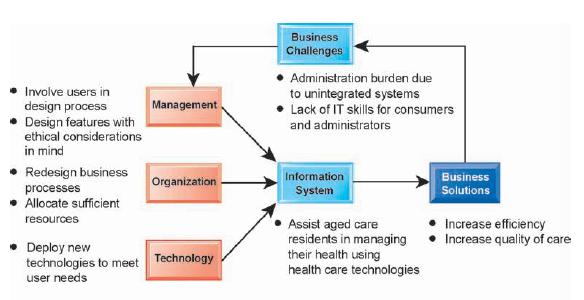 Business
Challenges
• Administration burden due
to unintegrated systems
• Lack of IT skills for consumers
and administrators
• Involve users in
design process
• Design features with
ethical considerations
in mind
Management
• Redesign business
processes
• Allocate sufficient
resources
Organization
Information
System
Business
Solutions
• Deploy new
technologies to meet
user needs
Technology
• Assist aged care
residents in managing
their health using
health care technologies
• Increase efficiency
• Increase quality of care